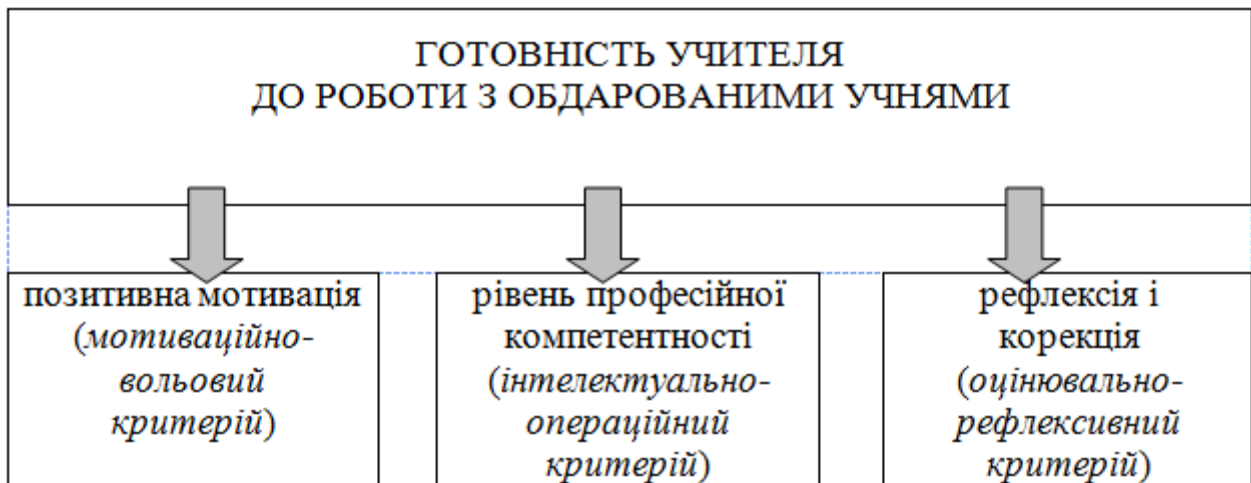 ГОТОВНІСТЬ УЧИТЕЛЯ
ДО РОБОТИ З ОБДАРОВАНИМИ УЧНЯМИ
позитивна мотивація
(мотиваційно-
вольовий
критерій)
рівень професійної
компетентності
(інтелектуально-
операційний
критерій)
рефлексія і
корекція
(оцінювально-
рефлексивний
критерій)